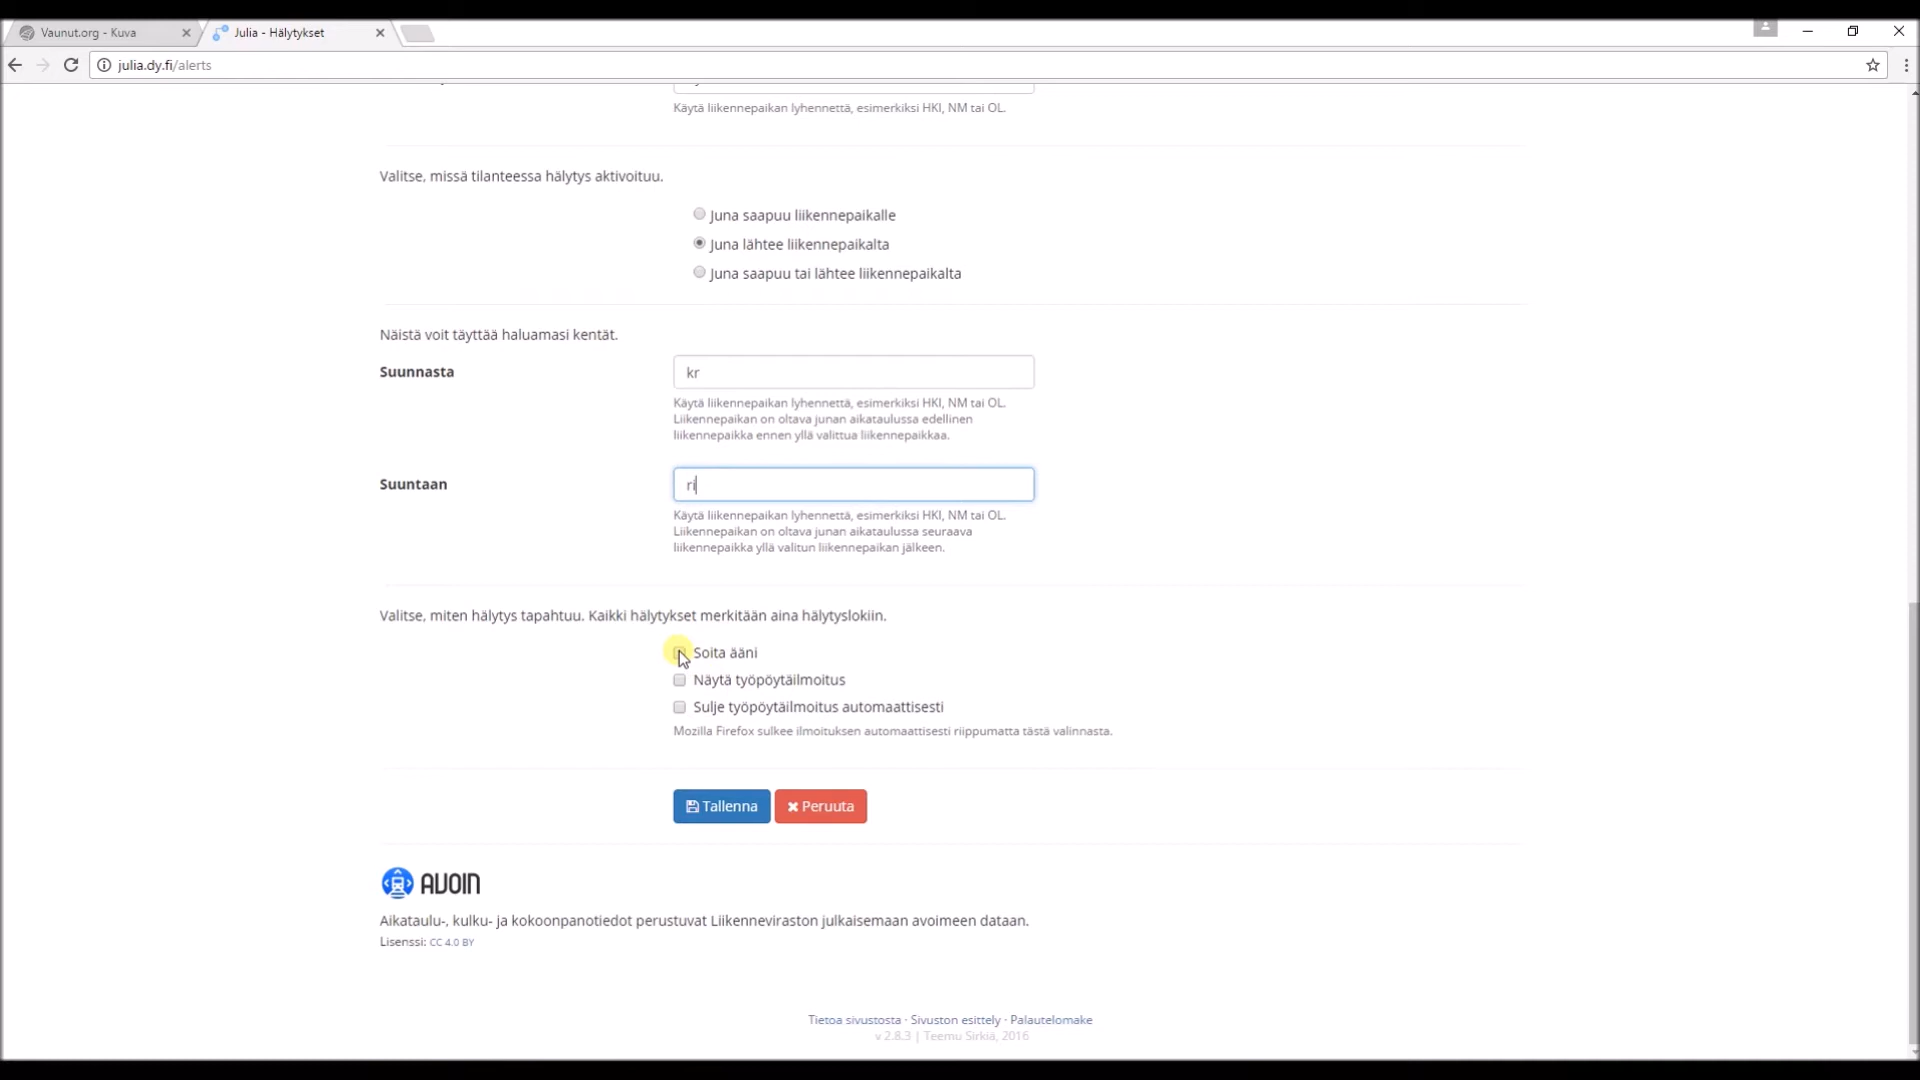 Vaunut.org - Kuva
Julia - Hälytykset
julia.dy.fi/alerts
Käytä liikennepaikan lyhennettä, esimerkiksi HKI, NM tai OL.
Valitse, missä tilanteessa hälytys aktivoituu.
Juna saapuu liikennepaikalle
Juna lähtee liikennepaikalta
Juna saapuu tai lähtee liikennepaikalta
Näistä voit täyttää haluamasi kentät.
Suunnasta
kr
Käytä liikennepaikan lyhennettä, esimerkiksi HKI, NM tai OL.
Liikennepaikan on oltava junan aikataulussa edellinen
liikennepaikka ennen yllä valittua liikennepaikkaa.
Suuntaan
ri
Käytä liikennepaikan lyhennettä, esimerkiksi HKI, NM tai OL.
Liikennepaikan on oltava junan aikataulussa seuraava
liikennepaikka yllä valitun liikennepaikan jälkeen.
Valitse, miten hälytys tapahtuu. Kaikki hälytykset merkitään aina hälytyslokiin.
Soita ääni
Näytä työpöytäilmoitus
Sulje työpöytäilmoitus automaattisesti
Mozilla Firefox sulkee ilmoituksen automaattisesti riippumatta tästä valinnasta.
Tallenna
Peruuta
AVOIN
Aikataulu-, kulku- ja kokoonpanotiedot perustuvat Liikenneviraston julkaisemaan avoimeen dataan.
Lisenssi: CC 4.0 BY
Tietoa sivustosta · Sivuston esittely · Palautelomake
v 2.8.3 | Teemu Sirkiä, 2016